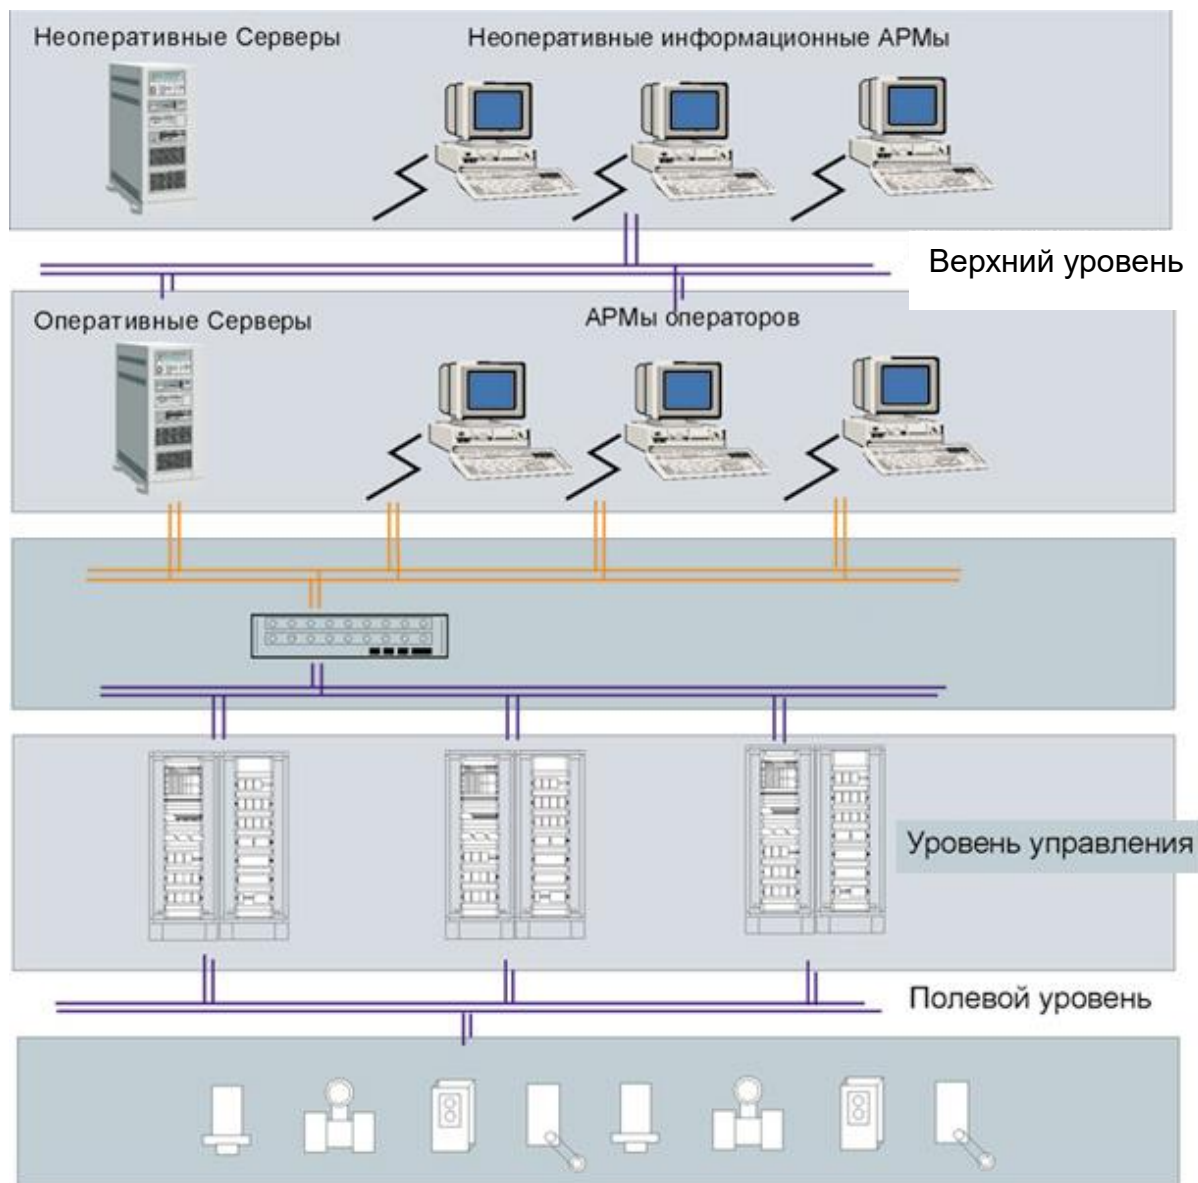 Неоперативные Серверы
Неоперативные информационные АРМы
Верхний уровень
Оперативные Серверы
АРМы операторов
Уровень управления
Полевой уровень